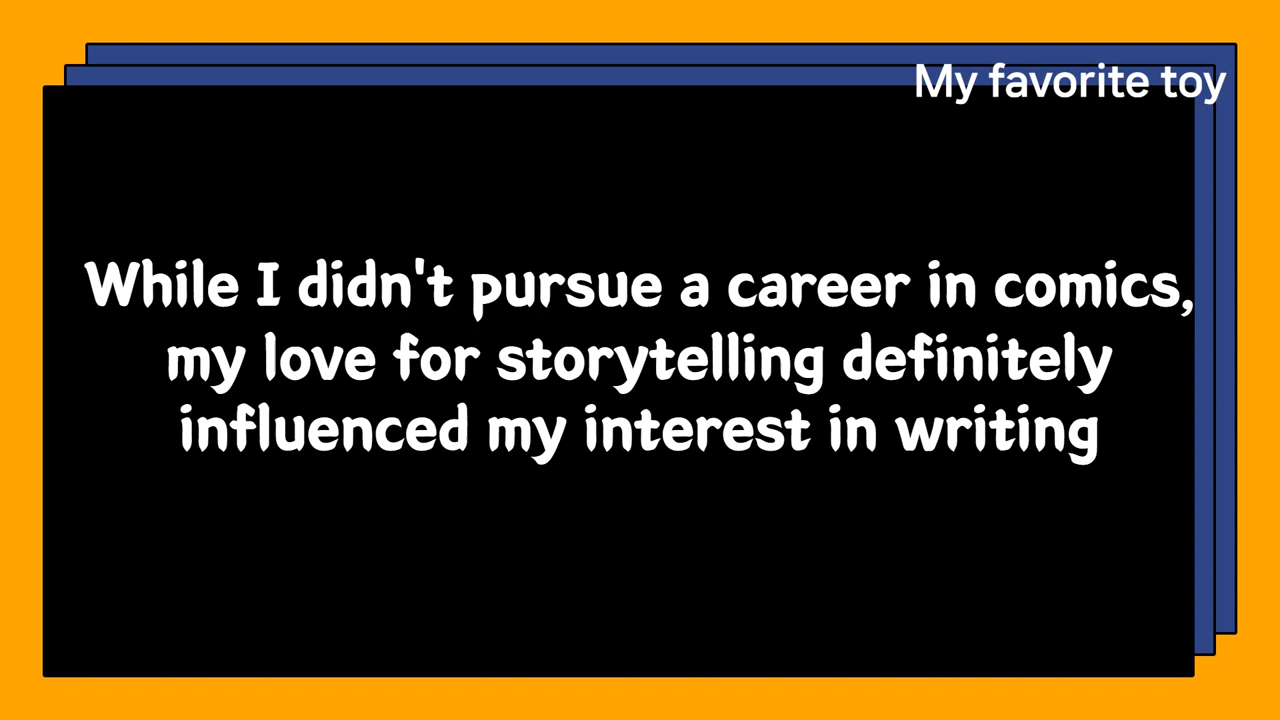 My favorite toy
While I didn't pursue a career in comics,
my love for storytelling definitely
influenced my interest in writing